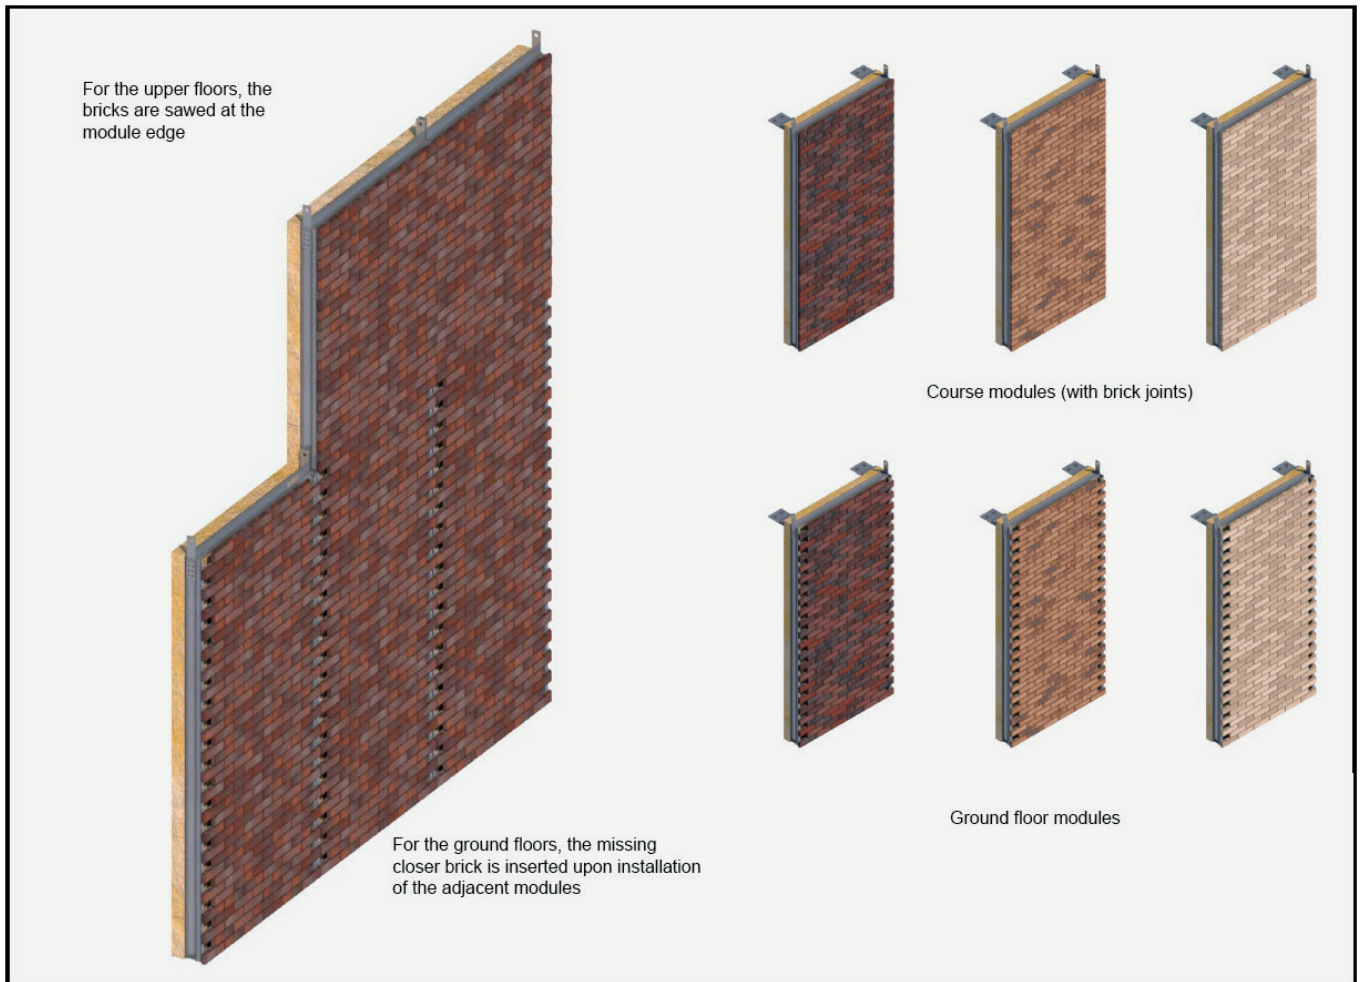 For the upper floors, the
bricks are sawed at the
module edge
Course modules (with brick joints)
Ground floor modules
For the ground floors, the missing
closer brick is inserted upon installation
of the adjacent modules